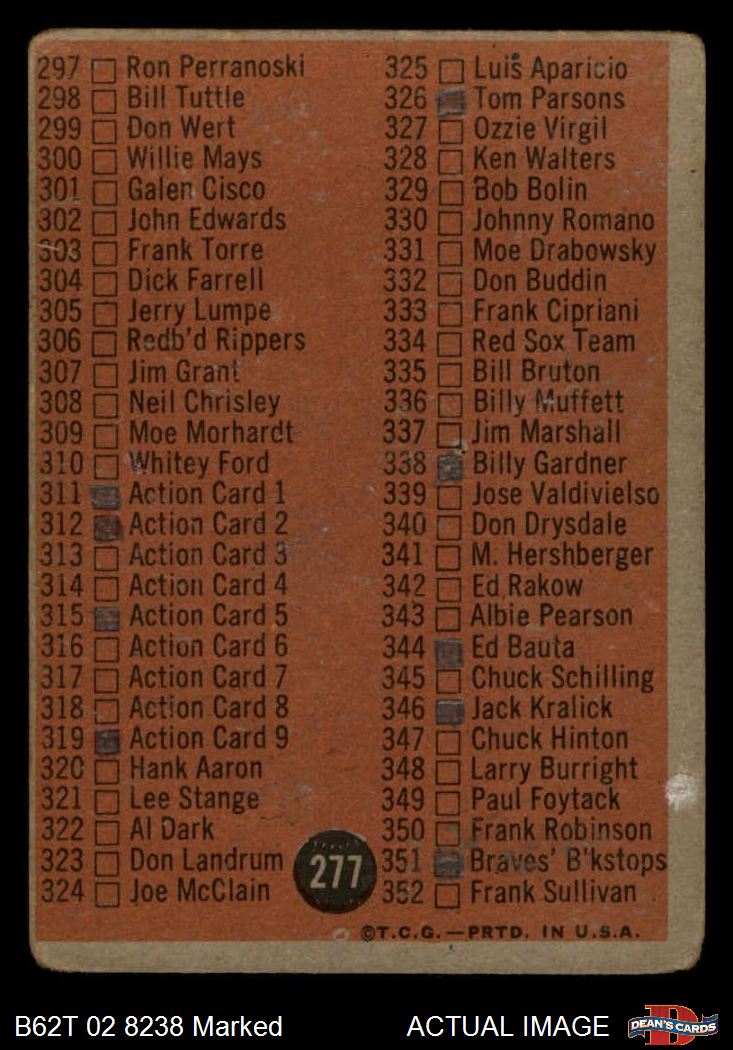 297 Ron Perranoski
298 Bill Tuttle
299 Don Wert
300 Willie Mays
301 Galen Cisco
302 John Edwards
303 Frank Torre
304 Dick Farrell
305 Jerry Lumpe
306 Redb'd Rippers
307 Jim Grant
308 Neil Chrisley
309 Moe Morhardt
310 Whitey Ford
311 Action Card 1
312 Action Card 2
313 Action Card 3
314 Action Card 4
315 Action Card 5
316 Action Card 6
317 Action Card 7
318 Action Card 8
319 Action Card 9
320 Hank Aaron
321 Lee Stange
322 Al Dark
323 Don Landrum
324 Joe McClain
277
325 Luis Aparicio
326 Tom Parsons
327 Ozzie Virgil
328 Ken Walters
329 Bob Bolin
330 Johnny Romano
331 Moe Drabowsky
332 Don Buddin
333 Frank Cipriani
334 Red Sox Team
335 Bill Bruton
336 Billy Muffett
337 Jim Marshall
338 Billy Gardner
339 Jose Valdivielso
340 Don Drysdale
341 M. Hershberger
342 Ed Rakow
343 Albie Pearson
344 Ed Bauta
345 Chuck Schilling
346 Jack Kralick
347 Chuck Hinton
348 Larry Burright
349 Paul Foytack
350 Frank Robinson
351 Braves' B'kstops
352 Frank Sullivan
©T.C.G.—PRTD. IN U.S.A.
B62T 02 8238 Marked
ACTUAL IMAGE
DEAN'S CARDS